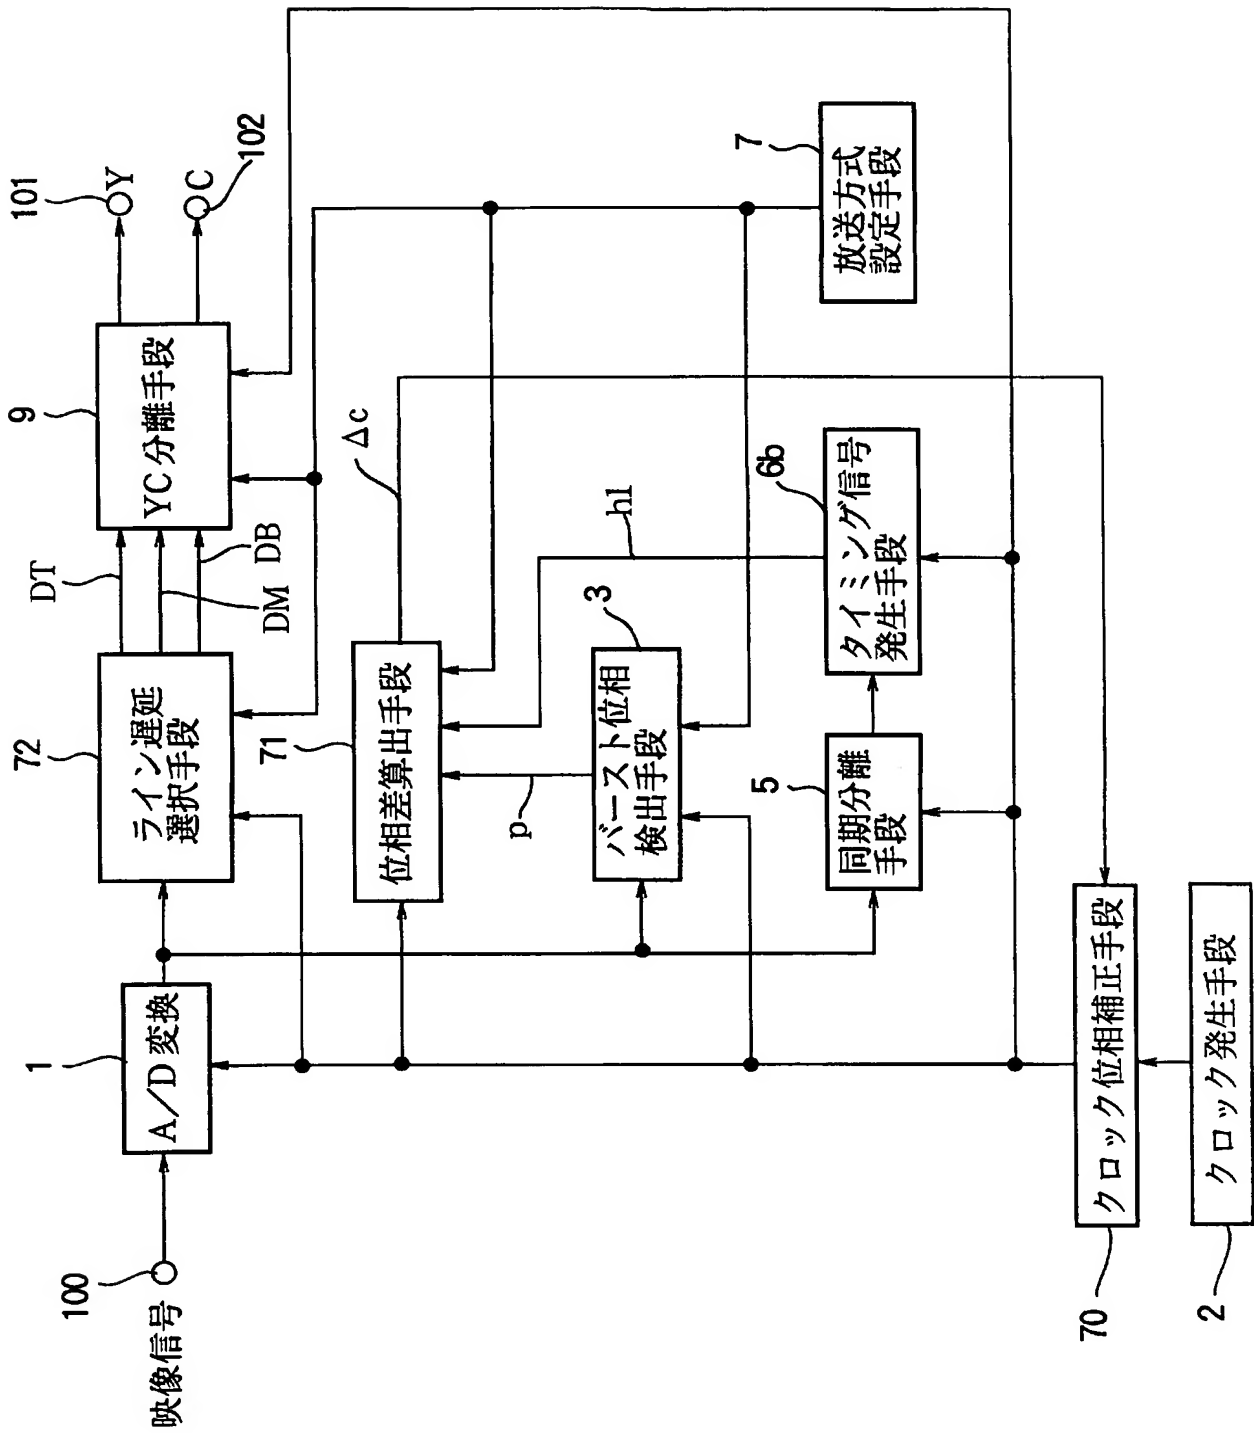 映像信号
100
1
A/D変換
72
ライン遅延
選択手段
DT
DM
DB
9
YC分離手段
101
Y
C
102
71
位相差算出手段
Δc
p
h1
3
バースト位相
検出手段
5
同期分離
手段
6b
タイミング信号
発生手段
7
放送方式
設定手段
70
クロック位相補正手段
2
クロック発生手段